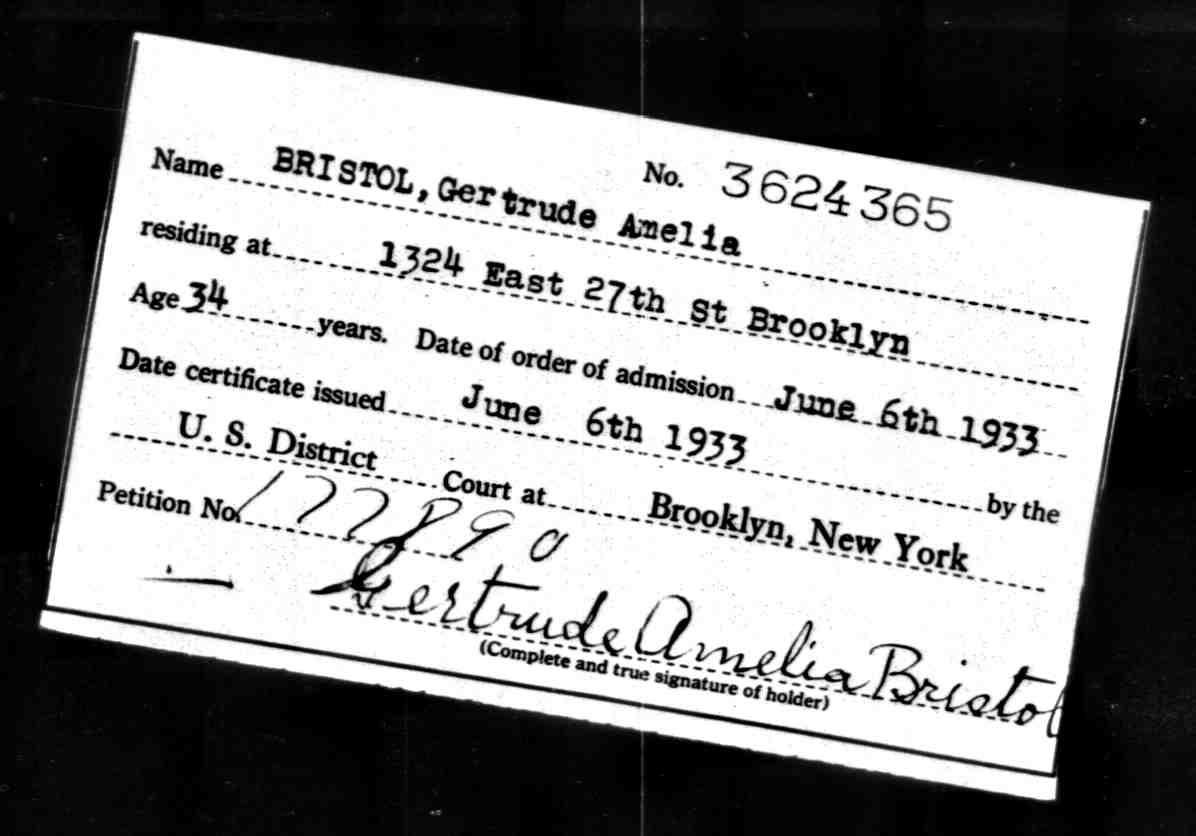 No. 3624365
Name BRISTOL, Gertrude Amelia
residing at 1324 East 27th St Brooklyn
Age 34 years. Date of order of admission June 6th 1933
Date certificate issued June 6th 1933 by the
U. S. District Court at Brooklyn, New York
Petition No. 177890
Gertrude Amelia Bristol
(Complete and true signature of holder)